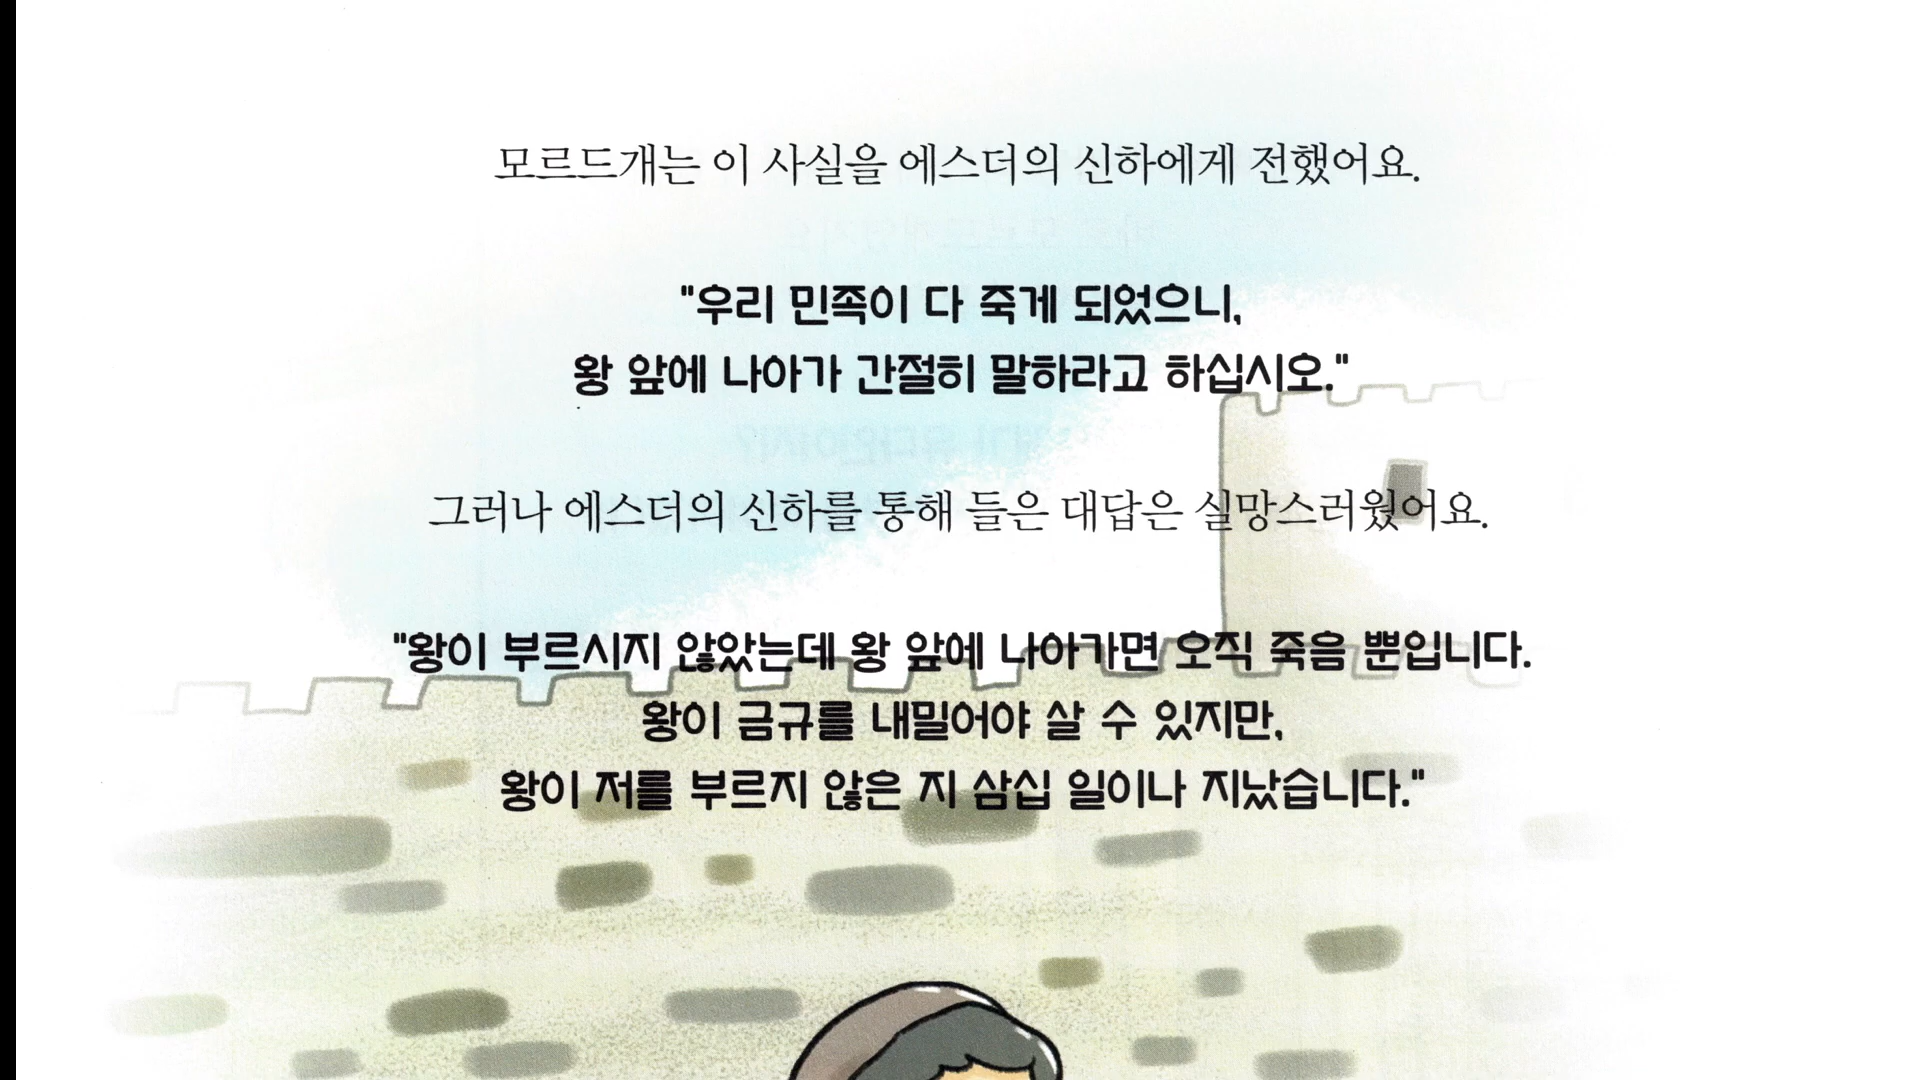 모르드개는 이 사실을 에스더의 신하에게 전했어요.
"우리 민족이 다 죽게 되었으니,
왕 앞에 나아가 간절히 말하라고 하십시오."
그러나 에스더의 신하를 통해 들은 대답은 실망스러웠어요.
"왕이 부르시지 않았는데 왕 앞에 나아가면 오직 죽음 뿐입니다.
왕이 금규를 내밀어야 살 수 있지만,
왕이 저를 부르지 않은 지 삼십 일이나 지났습니다."